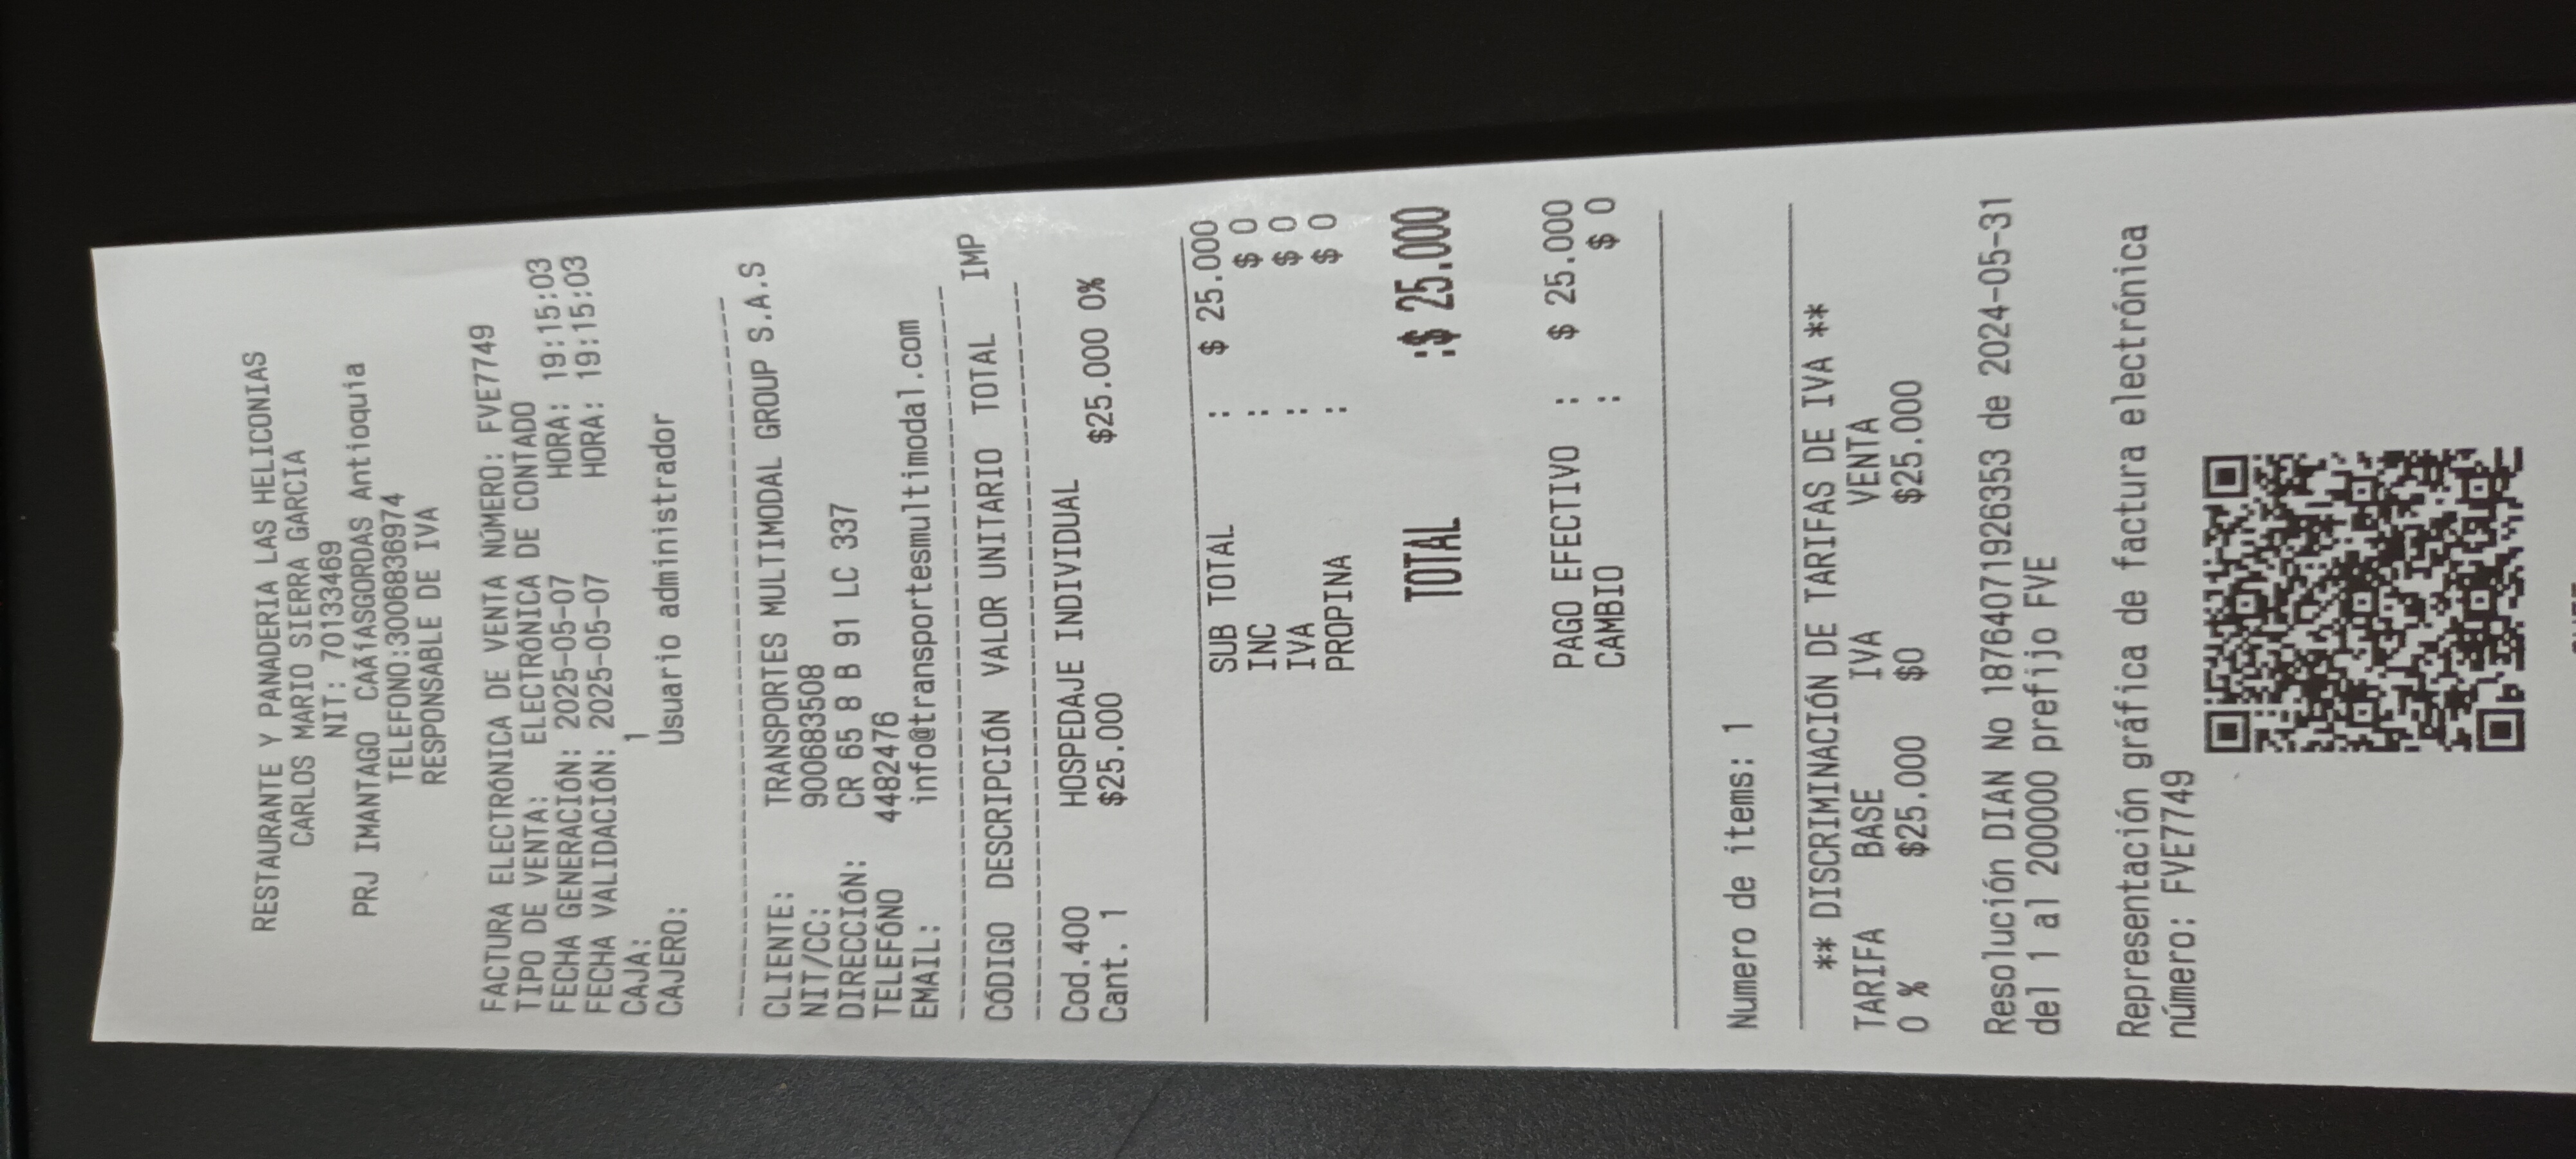 RESTAURANTE Y PANADERIA LAS HELICONIAS
CARLOS MARIO SIERRA GARCIA
NIT: 70133469
PRJ IMANTAGO CAÃ­ASGORDAS Antioquia
TELEFONO:3006836974
RESPONSABLE DE IVA
FACTURA ELECTRÓNICA DE VENTA NÚMERO: FVE7749
TIPO DE VENTA: ELECTRÓNICA DE CONTADO
FECHA GENERACIÓN: 2025-05-07 HORA: 19:15:03
FECHA VALIDACIÓN: 2025-05-07 HORA: 19:15:03
CAJA: 1
CAJERO: Usuario administrador
CLIENTE: TRANSPORTES MULTIMODAL GROUP S.A.S
NIT/CC: 900683508
DIRECCIÓN: CR 65 8 B 91 LC 337
TELEFÓNO 4482476
EMAIL: info@transportesmultimodal.com
CÓDIGO DESCRIPCIÓN VALOR UNITARIO TOTAL IMP
Cod.400 HOSPEDAJE INDIVIDUAL
Cant. 1 $25.000 $25.000 0%
SUB TOTAL : $ 25.000
INC : $ 0
IVA : $ 0
PROPINA : $ 0
TOTAL :$ 25.000
PAGO EFECTIVO : $ 25.000
CAMBIO : $ 0
Numero de items: 1
** DISCRIMINACIÓN DE TARIFAS DE IVA **
TARIFA BASE IVA VENTA
0 % $25.000 $0 $25.000
Resolución DIAN No 18764071926353 de 2024-05-31
del 1 al 200000 prefijo FVE
Representación gráfica de factura electrónica
número: FVE7749